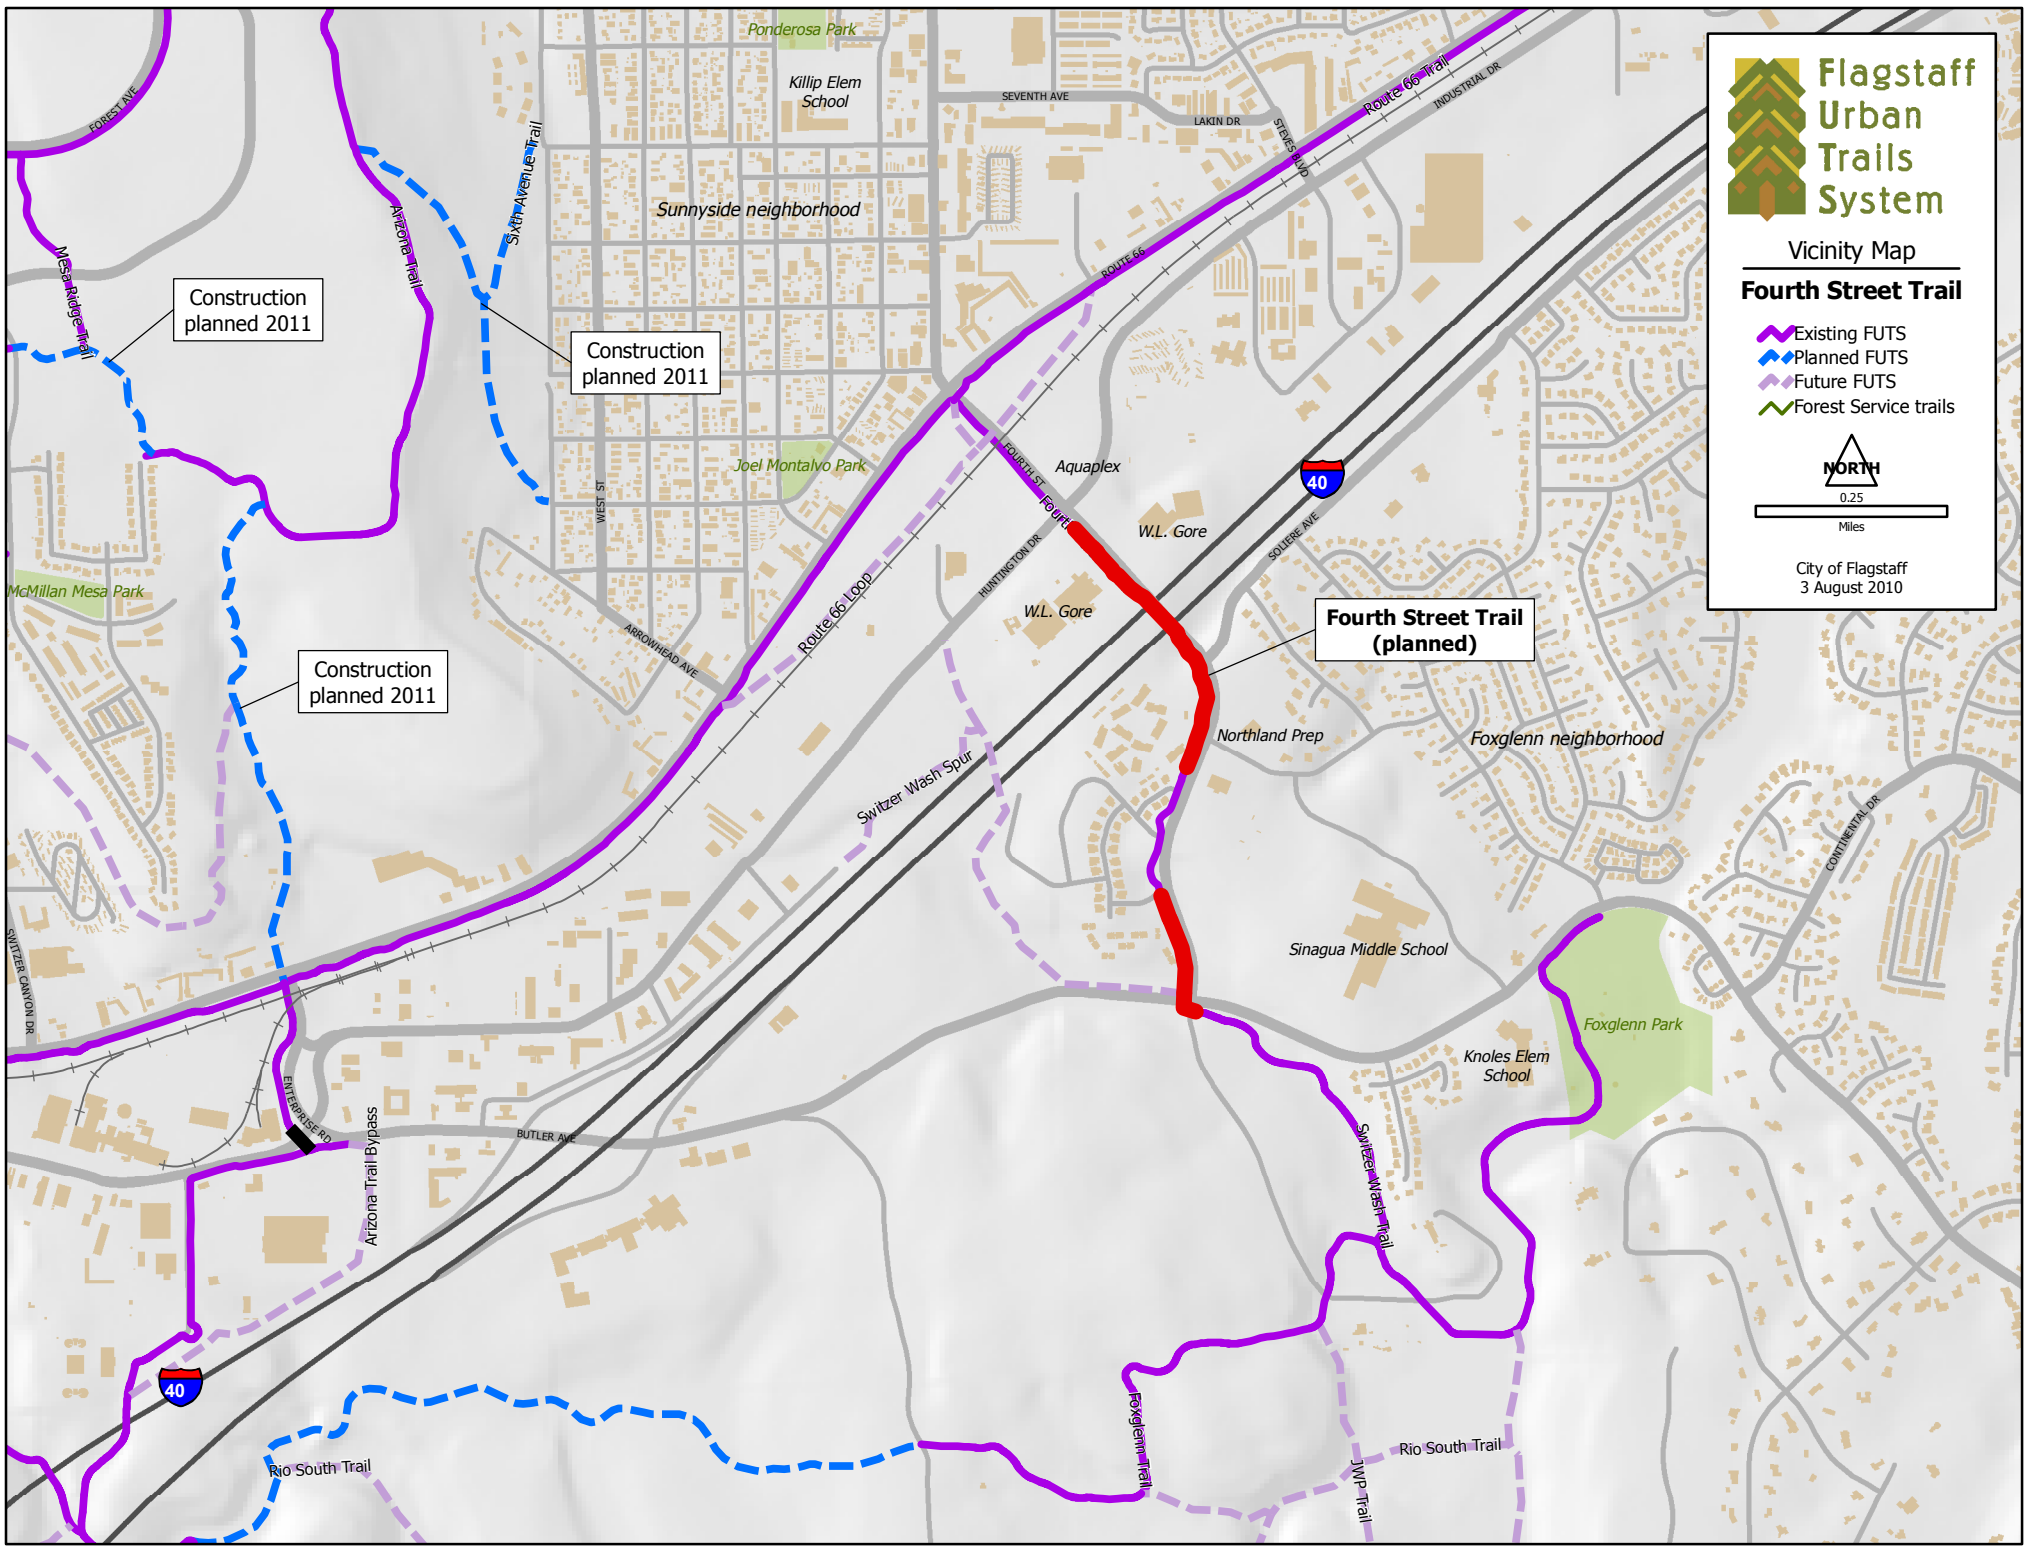 Flagstaff
Urban
Trails
System
Vicinity Map
Fourth Street Trail
Existing FUTS
Planned FUTS
Future FUTS
Forest Service trails
NORTH
0.25
Miles
City of Flagstaff
3 August 2010
Ponderosa Park
Killip Elem
School
FOREST AVE
SEVENTH AVE
LAKIN DR
STEVES BLVD
Route 66 Trail
INDUSTRIAL DR
Sixth Avenue Trail
Arizona Trail
Sunnyside neighborhood
Mesa Ridge Trail
ROUTE 66
Construction
planned 2011
Construction
planned 2011
Joel Montalvo Park
FOURTH ST
Aquaplex
WEST ST
Fourth
W.L. Gore
40
SOLIERE AVE
HUNTINGTON DR
McMillan Mesa Park
W.L. Gore
Route 66 Loop
ARROWHEAD AVE
Fourth Street Trail
(planned)
Construction
planned 2011
Northland Prep
Foxglenn neighborhood
Switzer Wash Spur
CONTINENTAL DR
SWITZER CANYON DR
Sinagua Middle School
Foxglenn Park
Knoles Elem
School
ENTERPRISE RD
BUTLER AVE
Arizona Trail Bypass
Switzer Wash Trail
40
Foxglenn Trail
Rio South Trail
Rio South Trail
JWP Trail